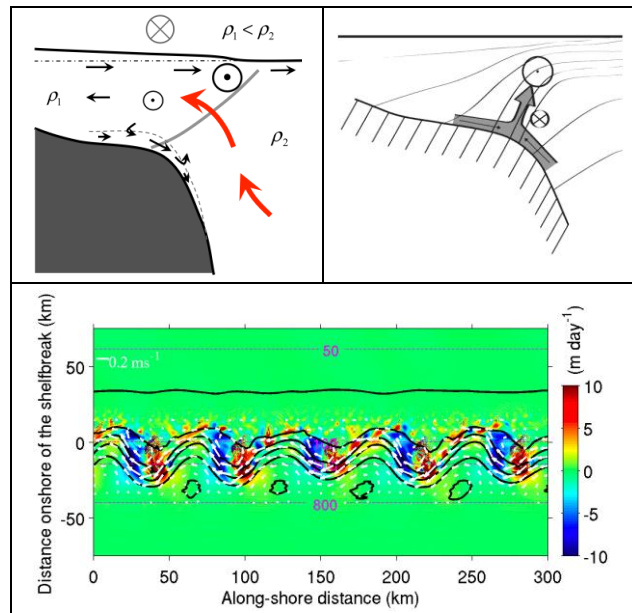 ρ₁ < ρ₂
ρ₁
ρ₂
Distance onshore of the shelfbreak (km)
50
0
-50
0.2 ms⁻¹
50
800
0 50 100 150 200 250 300
Along-shore distance (km)
(m day⁻¹)
10
5
0
-5
-10